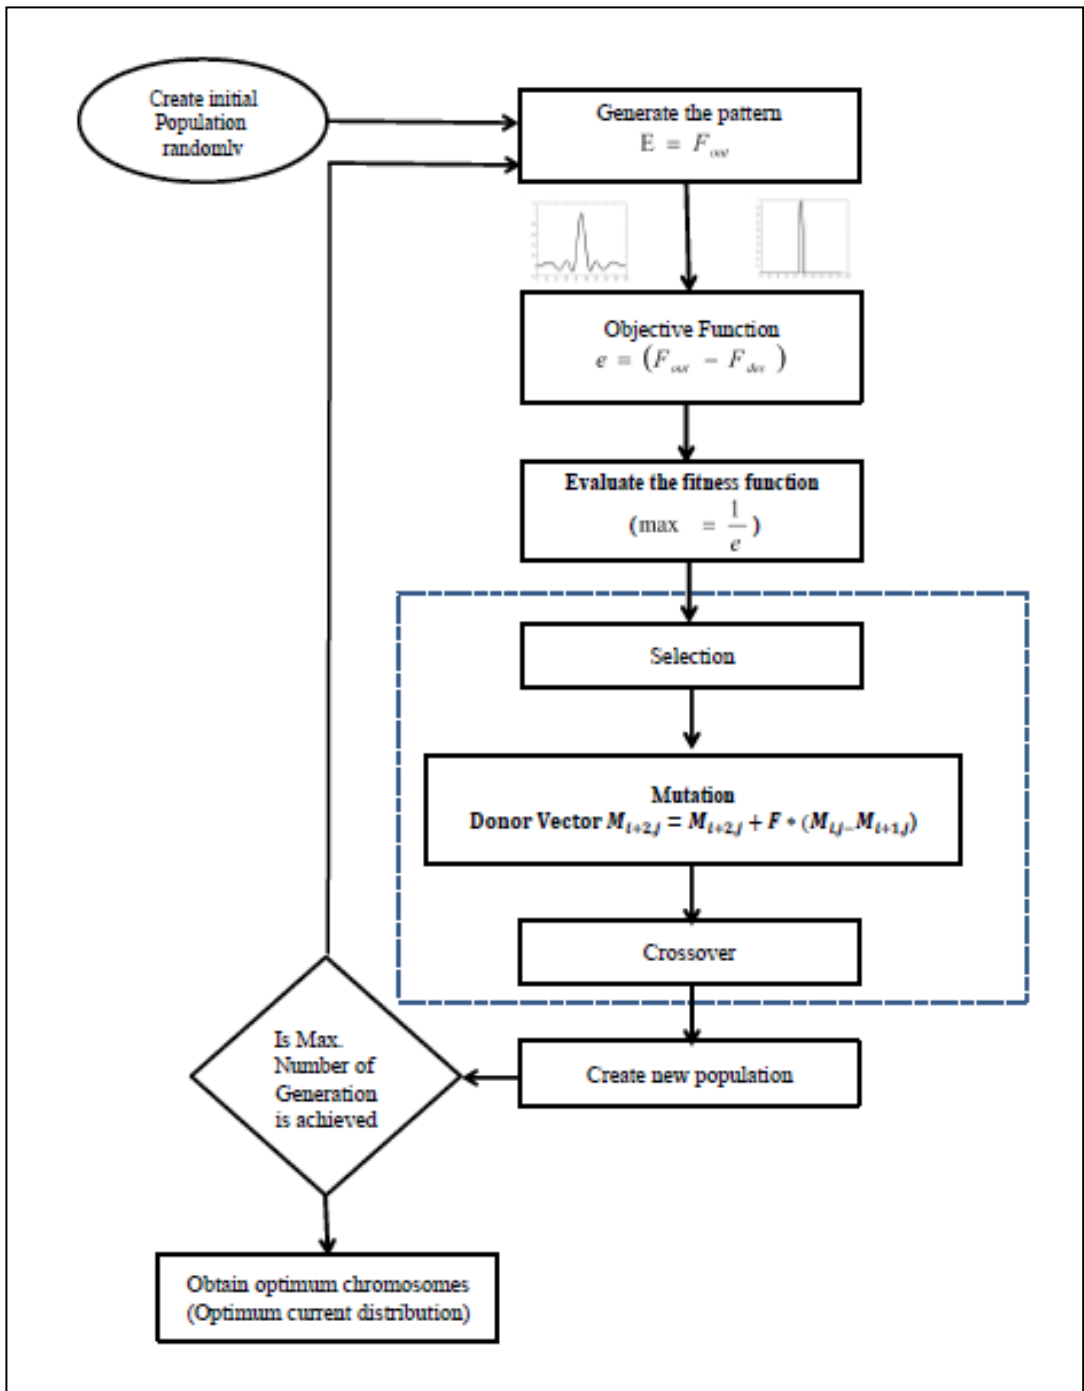 Create initial
Population
randomly
Generate the pattern
E = F_out
Objective Function
e = (F_out − F_des)
Evaluate the fitness function
(max = 1/e)
Selection
Mutation
Donor Vector M_{i+2,j} = M_{i+2,j} + F * (M_{i,j}−M_{i+1,j})
Crossover
Create new population
Is Max.
Number of
Generation
is achieved
Obtain optimum chromosomes
(Optimum current distribution)